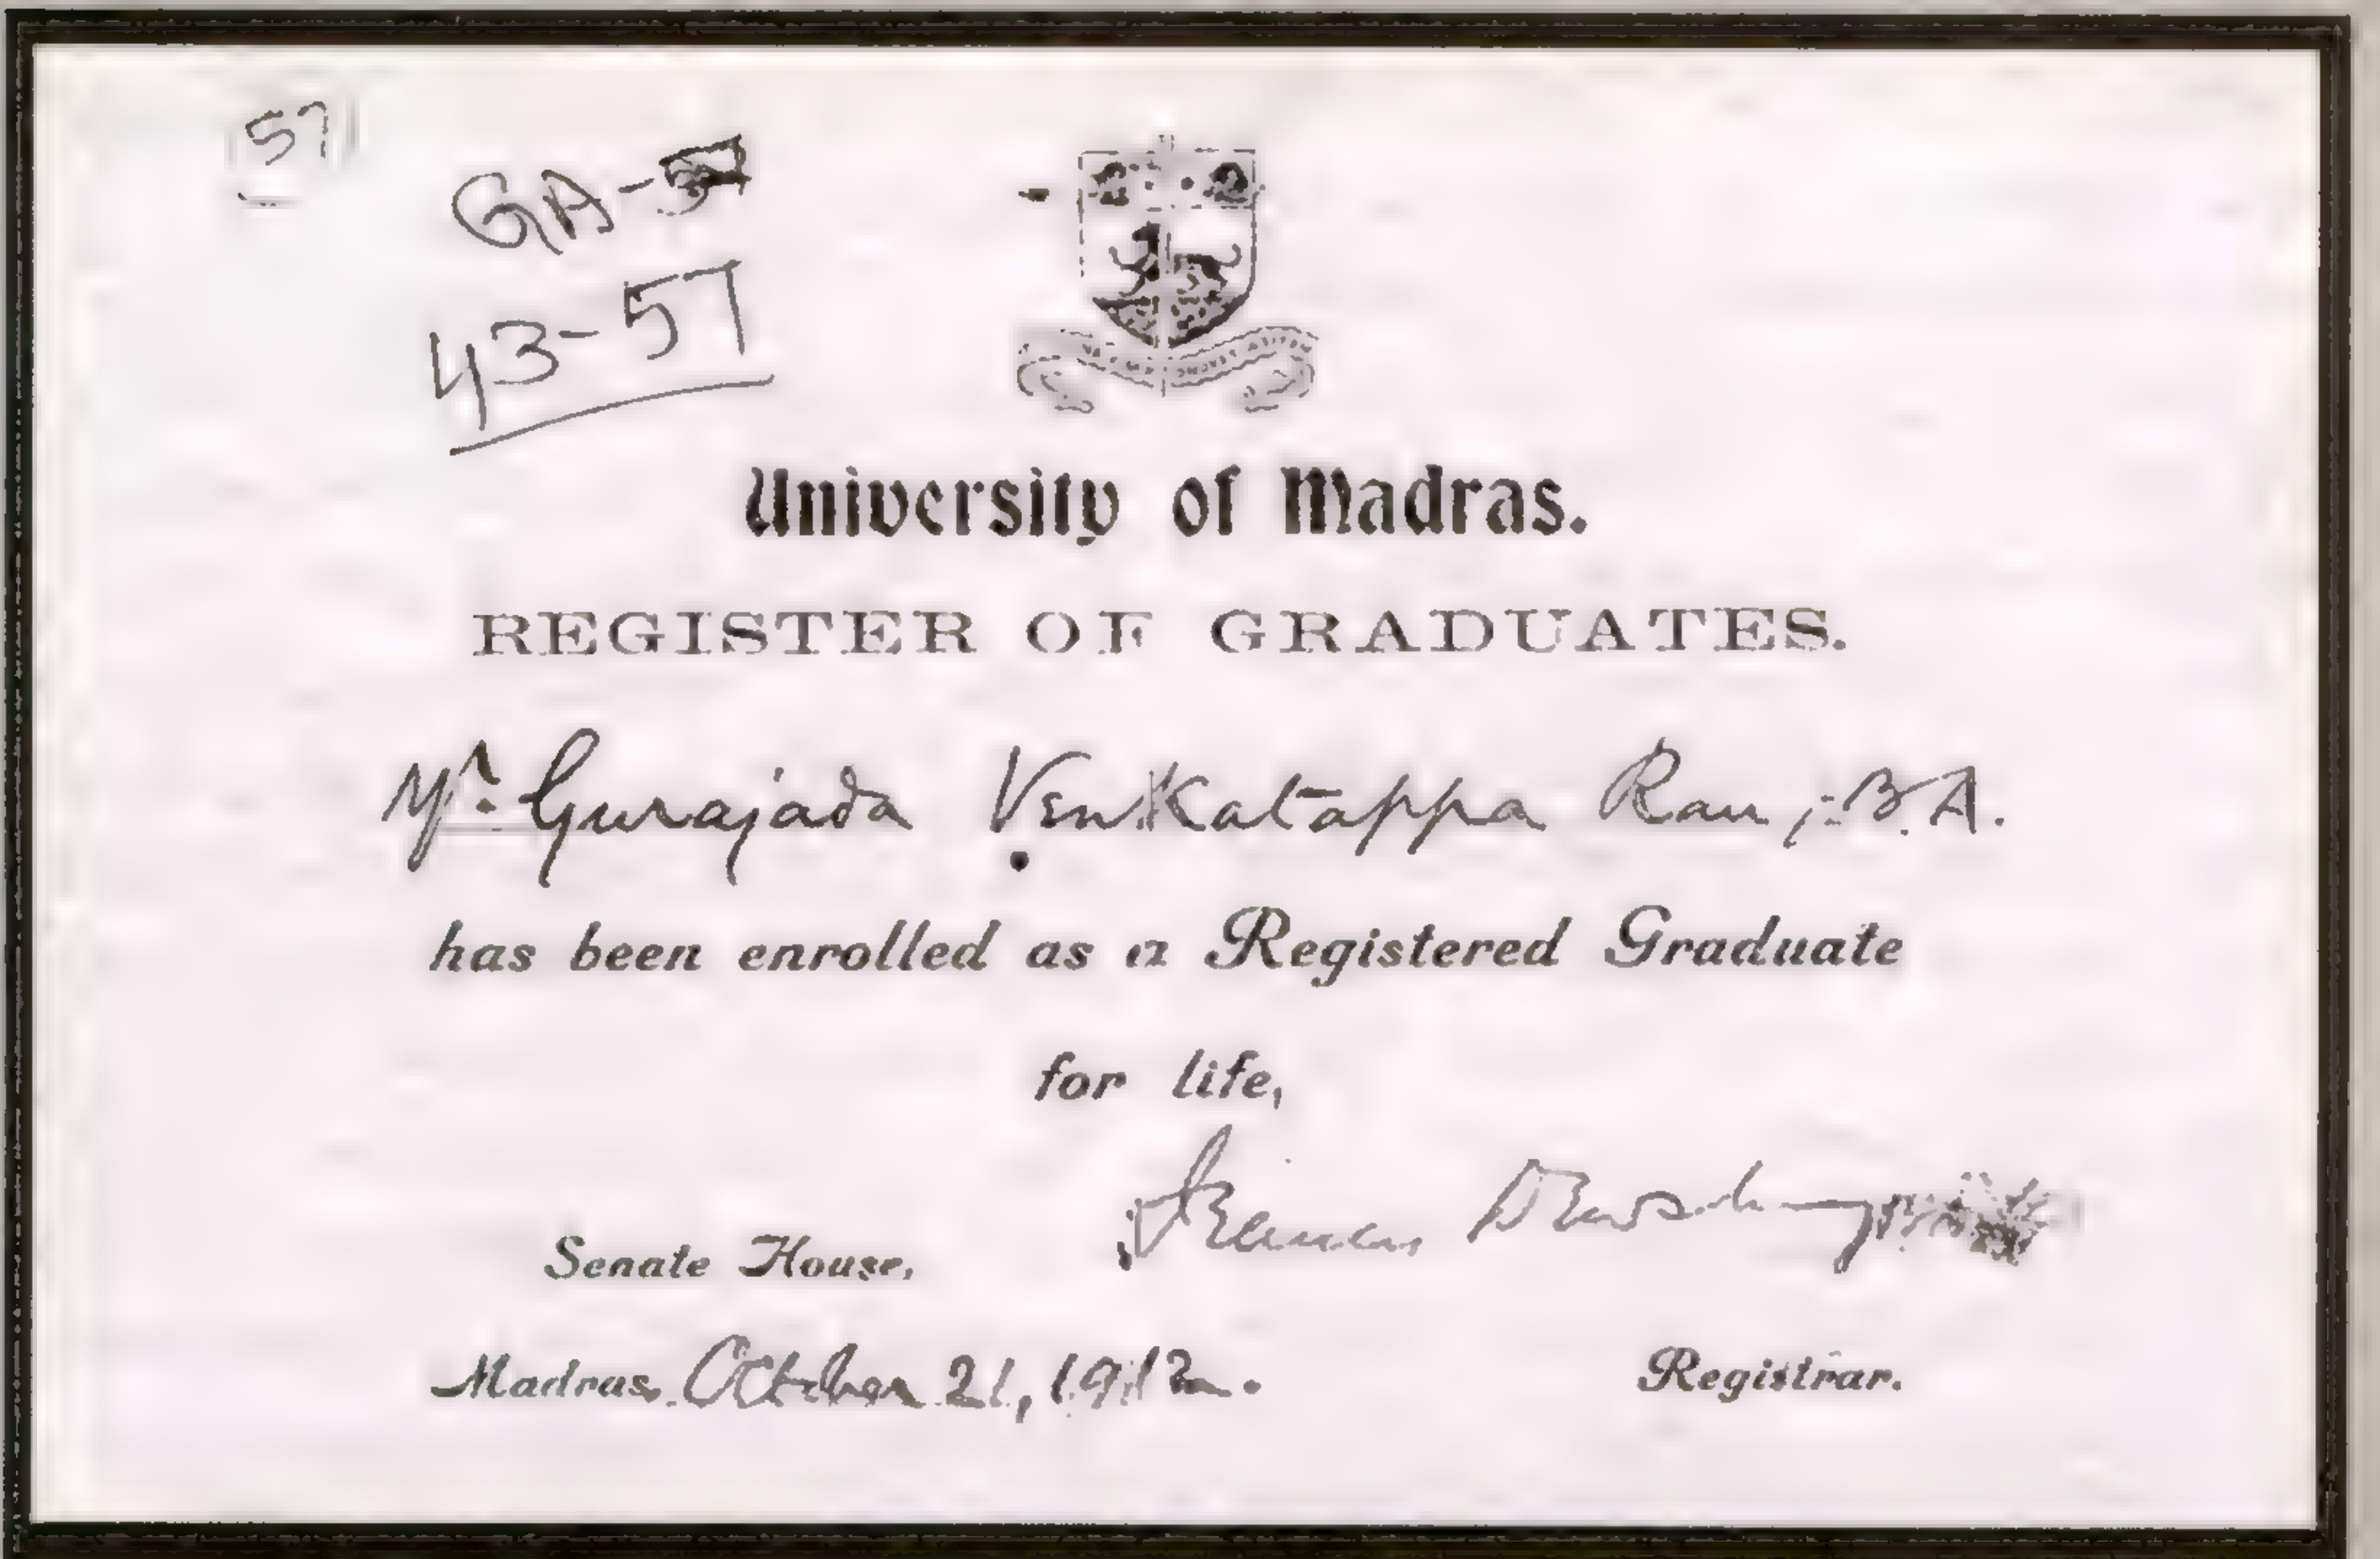 57
GA-
43-57
University of Madras.
REGISTER OF GRADUATES.
Mr. Gurajada Venkatappa Rau, B.A.
has been enrolled as a Registered Graduate
for life,
Senate House,
Madras, October 21, 1912.
Registrar.